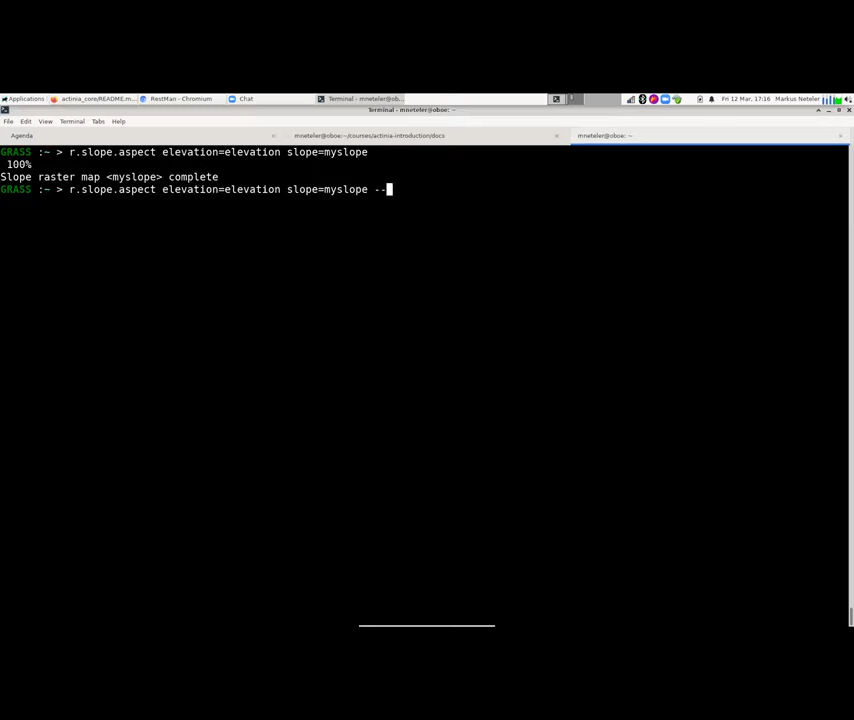 Applications actinia_core/README.m... RestMan - Chromium Chat Terminal - mneteler@ob... Fri 12 Mar, 17:16 Markus Neteler
Terminal - mneteler@oboe: ~
File Edit View Terminal Tabs Help
Agenda mneteler@oboe:~/courses/actinia-introduction/docs mneteler@oboe: ~
GRASS :~ > r.slope.aspect elevation=elevation slope=myslope
100%
Slope raster map <myslope> complete
GRASS :~ > r.slope.aspect elevation=elevation slope=myslope --